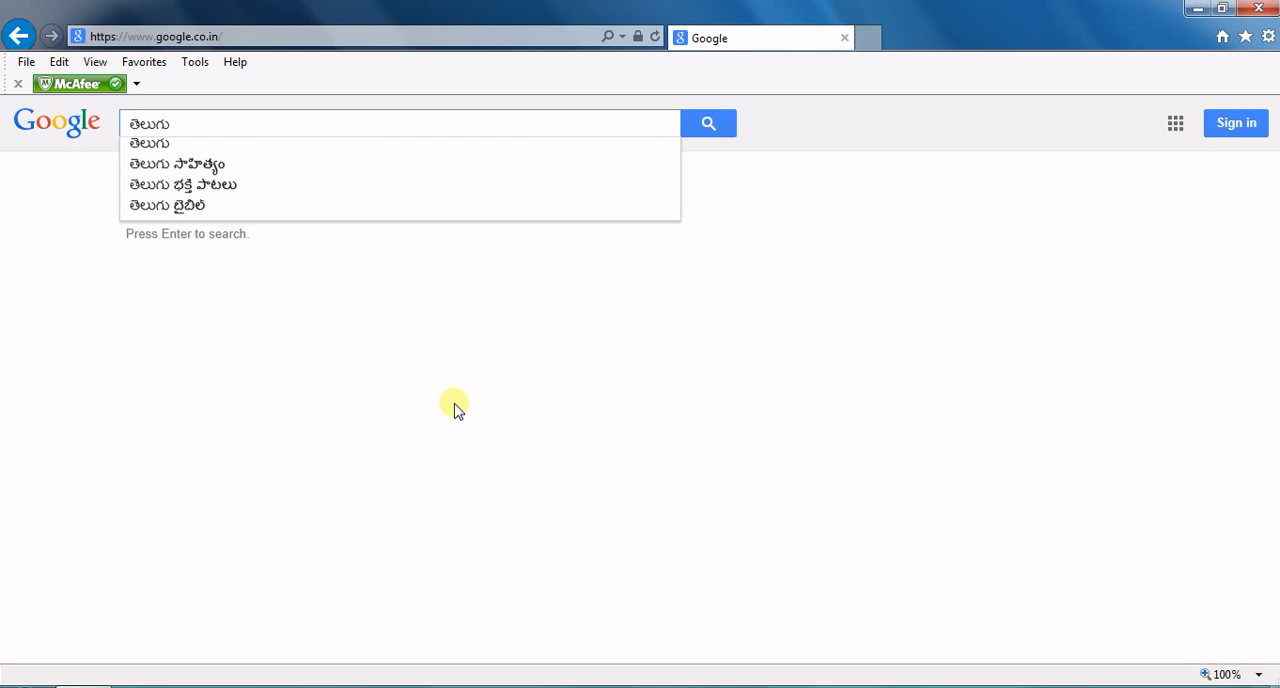 https://www.google.co.in/
Google
File Edit View Favorites Tools Help
McAfee
Google
తెలుగు
Sign in
తెలుగు
తెలుగు సాహిత్యం
తెలుగు భక్తి పాటలు
తెలుగు బైబిల్
Press Enter to search.
100%